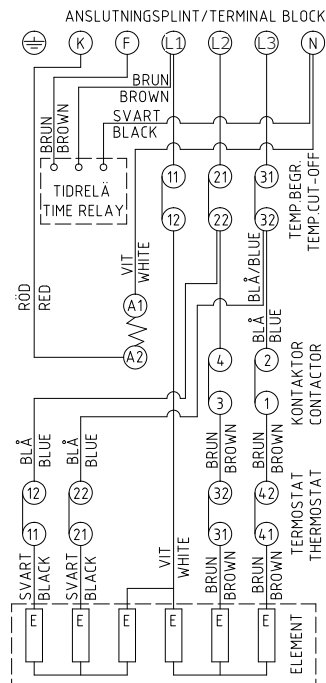 ANSLUTNINGSPLINT/TERMINAL BLOCK
K F L1 L2 L3 N
BRUN
BROWN
BRUN
BROWN
SVART
BLACK
TIDRELÄ
TIME RELAY
11 21 31
12 22 32
TEMP.BEGR.
TEMP.CUT-OFF
VIT
WHITE
BLÅ/BLUE
RÖD
RED
A1
A2
BLÅ
BLUE
4 2
3 1
KONTAKTOR
CONTACTOR
BLÅ
BLUE
BLÅ
BLUE
BRUN
BROWN
BRUN
BROWN
12 22 32 42
11 21 31 41
TERMOSTAT
THERMOSTAT
SVART
BLACK
SVART
BLACK
VIT
WHITE
BRUN
BROWN
BRUN
BROWN
E E E E E E
ELEMENT